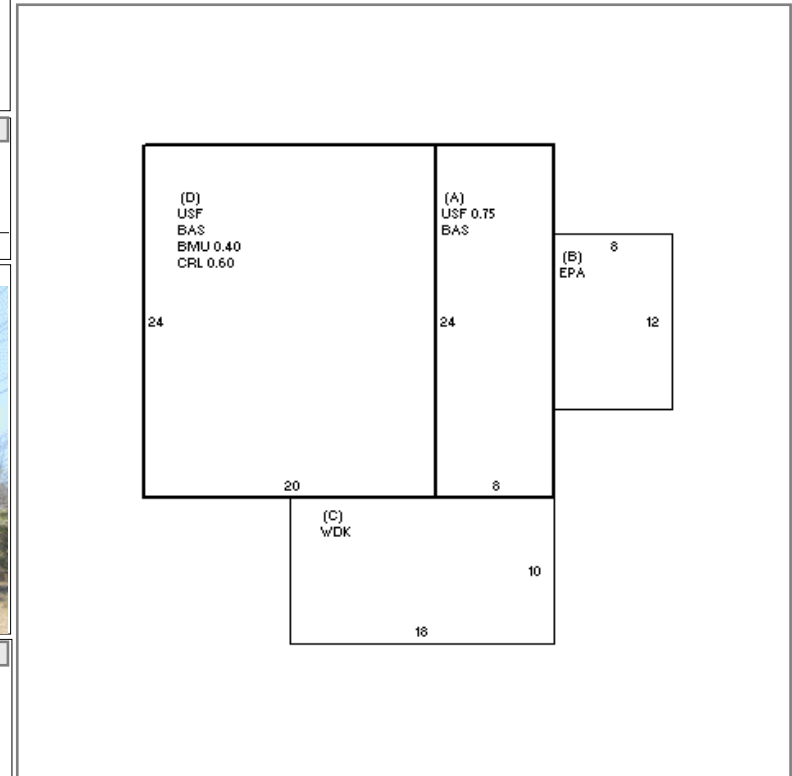 (D)
USF
BAS
BMU 0.40
CRL 0.60
(A)
USF 0.75
BAS
8
(B)
EPA
24
24
12
20
8
(C)
WDK
10
18